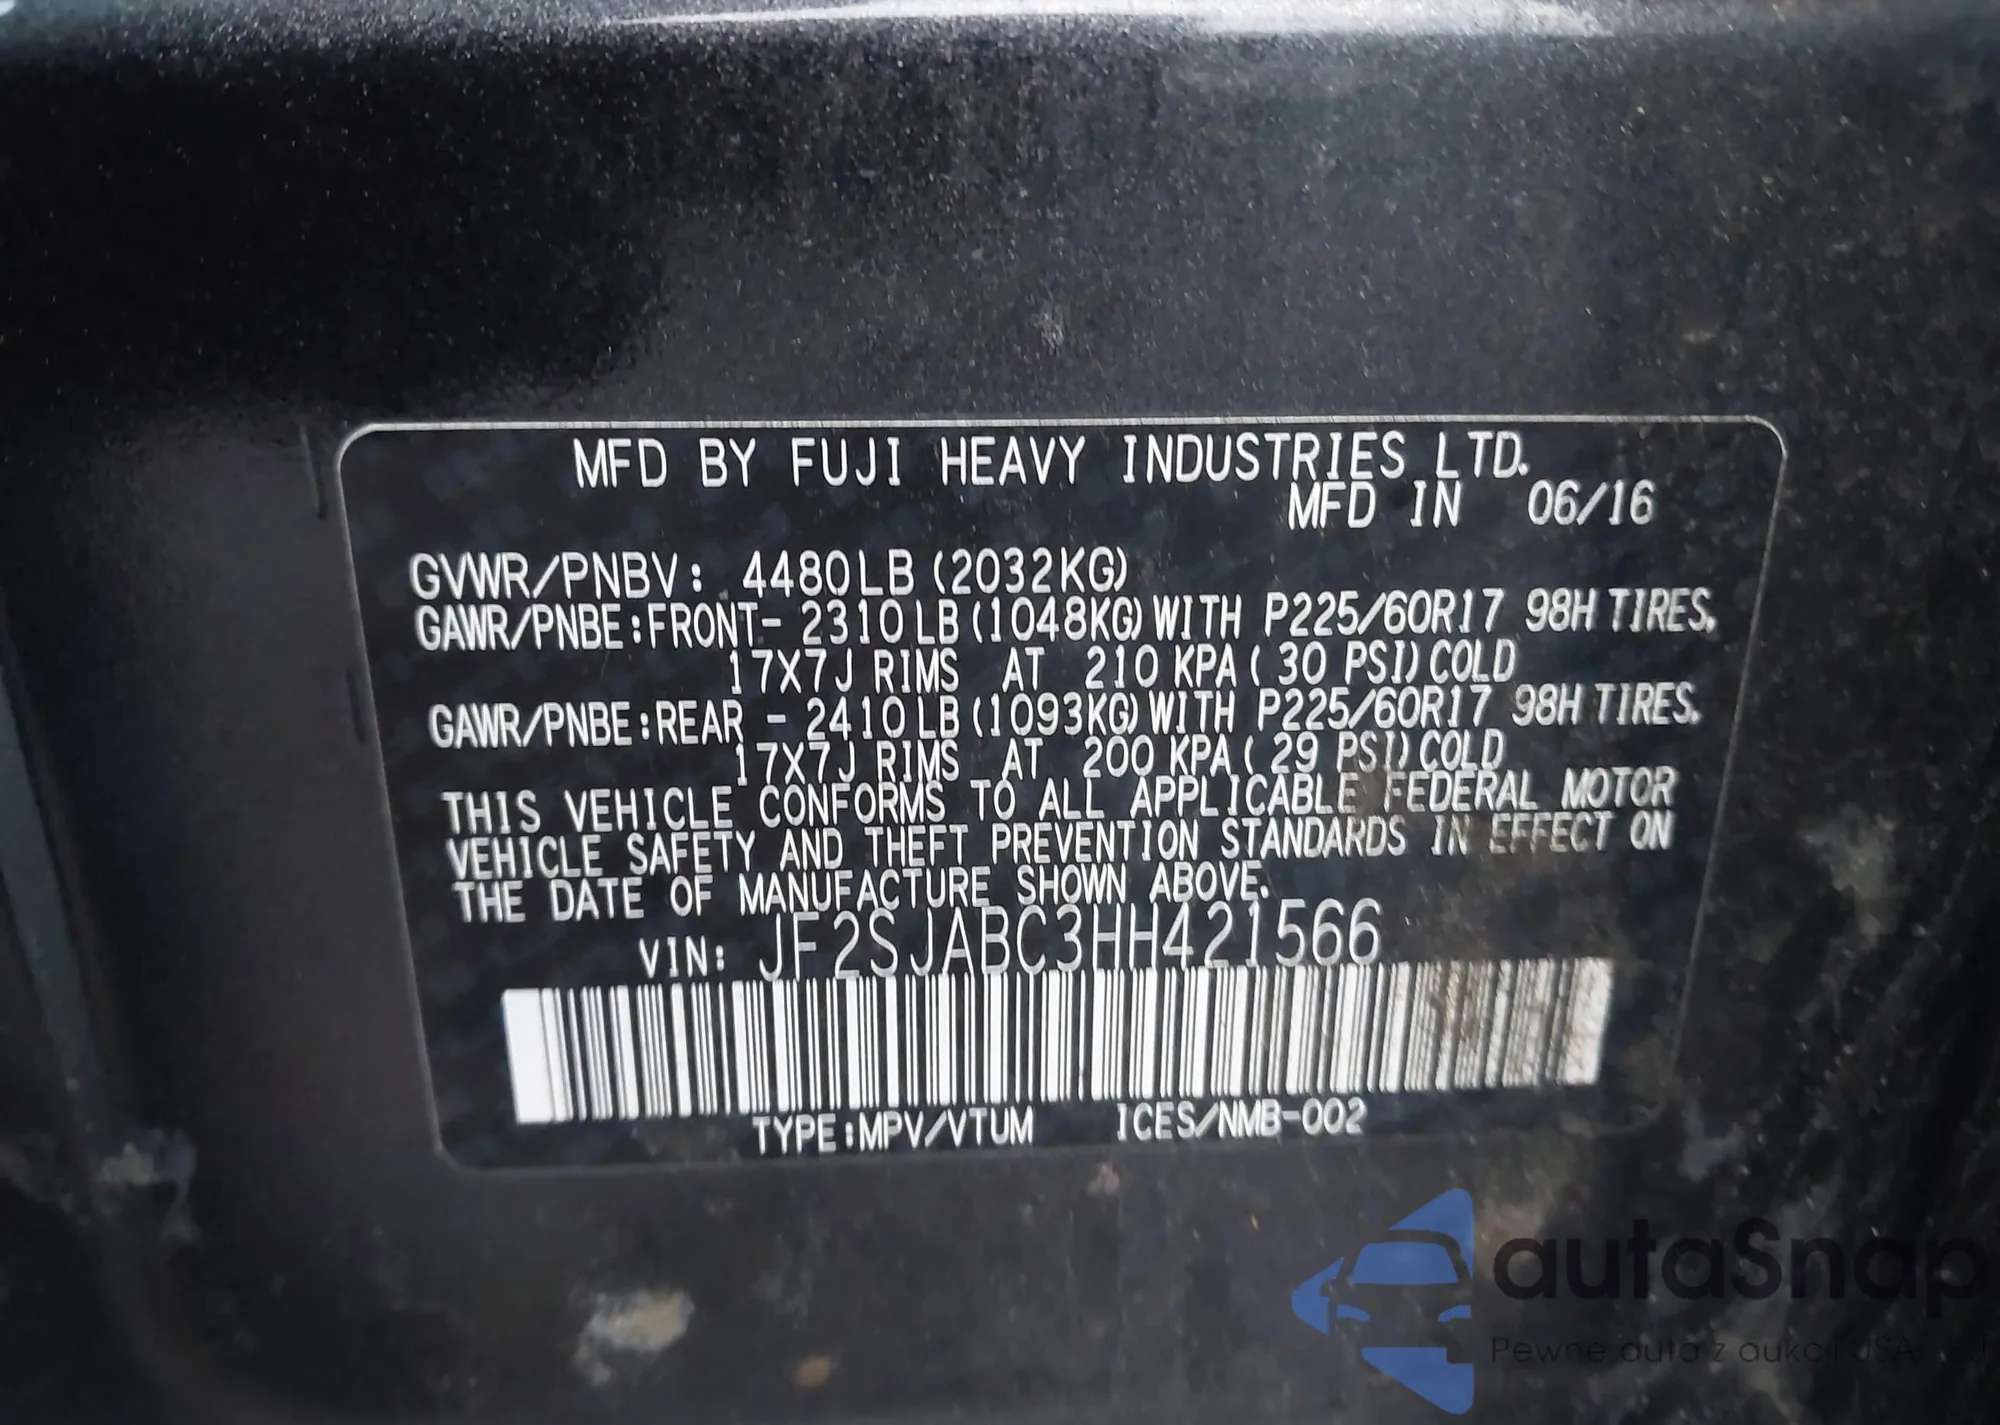 MFD BY FUJI HEAVY INDUSTRIES LTD.
MFD IN 06/16
GVWR/PNBV: 4480LB (2032KG)
GAWR/PNBE:FRONT- 2310LB (1048KG) WITH P225/60R17 98H TIRES,
17X7J RIMS AT 210 KPA ( 30 PSI) COLD
GAWR/PNBE:REAR - 2410LB (1093KG) WITH P225/60R17 98H TIRES,
17X7J RIMS AT 200 KPA ( 29 PSI) COLD
THIS VEHICLE CONFORMS TO ALL APPLICABLE FEDERAL MOTOR
VEHICLE SAFETY AND THEFT PREVENTION STANDARDS IN EFFECT ON
THE DATE OF MANUFACTURE SHOWN ABOVE.
VIN: JF2SJABC3HH421566
TYPE:MPV/VTUM ICES/NMB-002
autaSnap
Pewne auta z aukcji